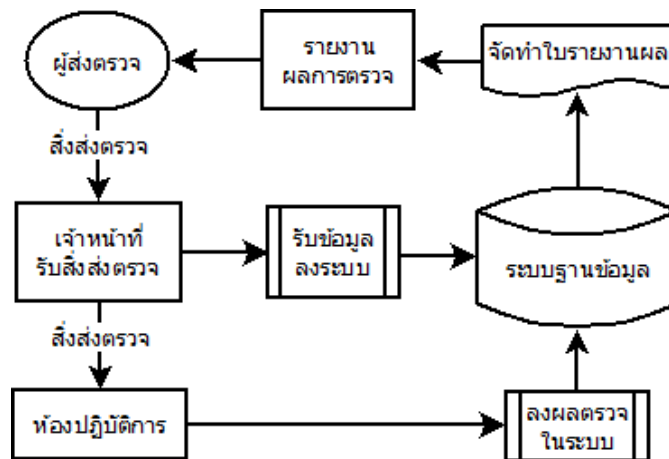 ผู้ส่งตรวจ
รายงาน
ผลการตรวจ
จัดทำใบรายงานผล
สิ่งส่งตรวจ
เจ้าหน้าที่
รับสิ่งส่งตรวจ
รับข้อมูล
ลงระบบ
ระบบฐานข้อมูล
สิ่งส่งตรวจ
ห้องปฏิบัติการ
ลงผลตรวจ
ในระบบ